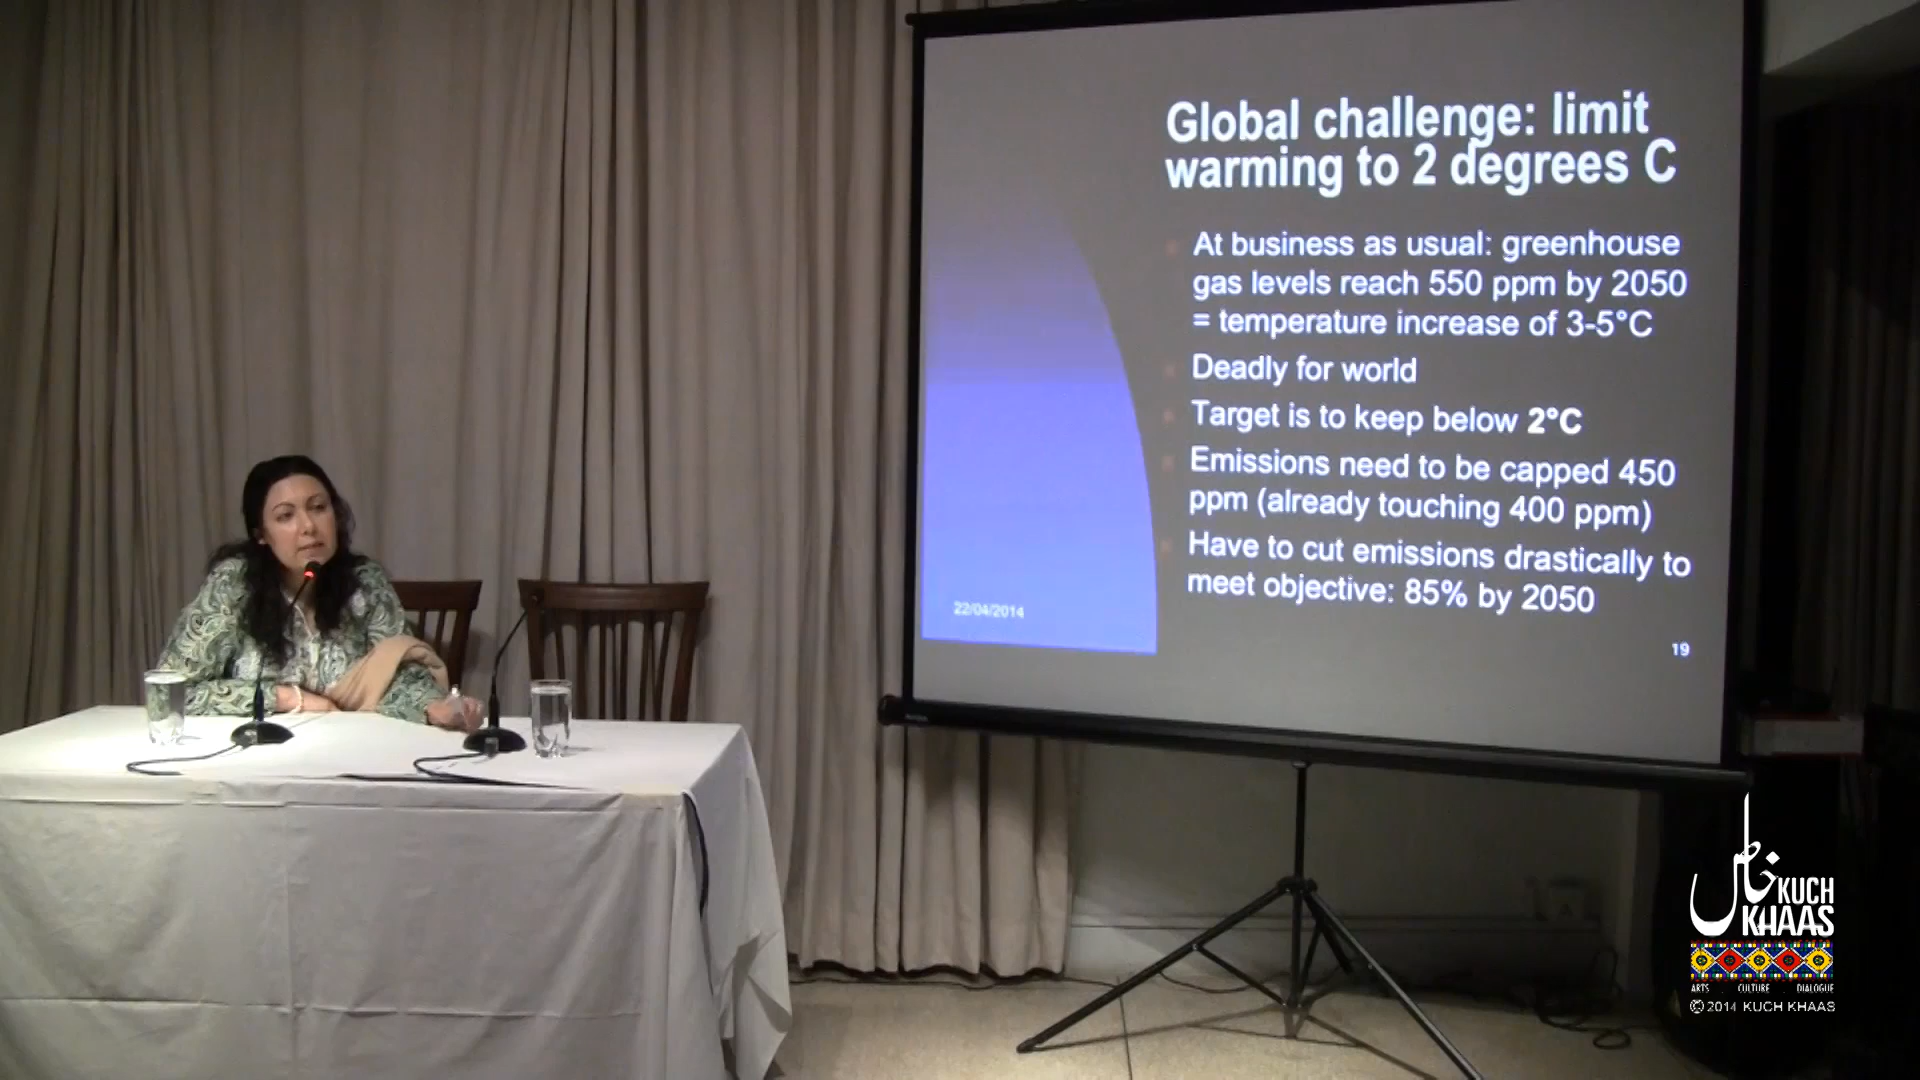 Global challenge: limit
warming to 2 degrees C
At business as usual: greenhouse
gas levels reach 550 ppm by 2050
= temperature increase of 3-5°C
Deadly for world
Target is to keep below 2°C
Emissions need to be capped 450
ppm (already touching 400 ppm)
Have to cut emissions drastically to
meet objective: 85% by 2050
22/04/2014
19
خاص
KUCH
KHAAS
ARTS CULTURE DIALOGUE
© 2014 KUCH KHAAS